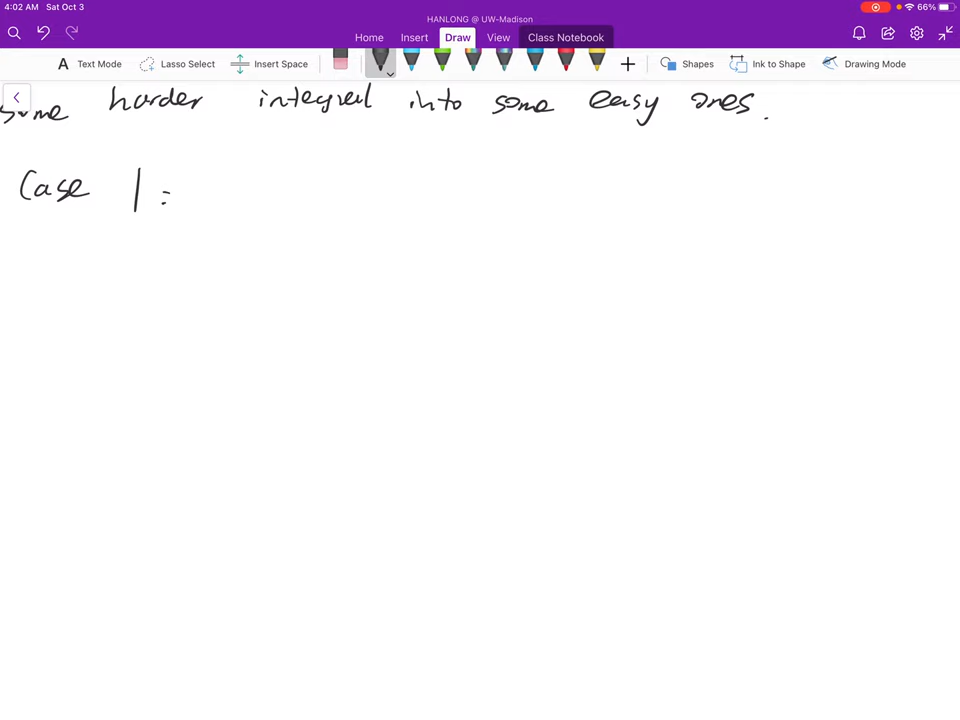 4:02 AM Sat Oct 3
66%
HANLONG @ UW-Madison
Home Insert Draw View Class Notebook
A Text Mode Lasso Select Insert Space Shapes Ink to Shape Drawing Mode
some harder integral into some easy ones.
Case 1: